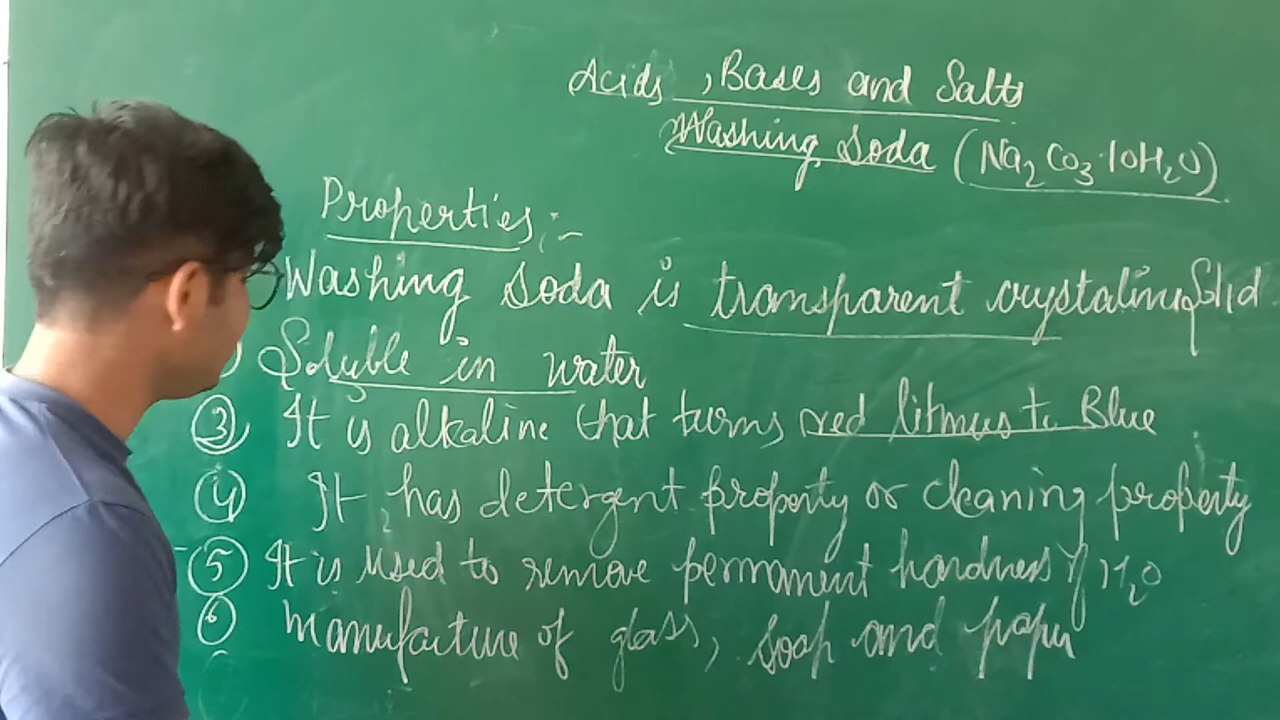 Acids, Bases and Salts
Washing Soda (Na2Co3·10H2O)
Properties:-
Washing Soda is transparent crystaline Solid
Soluble in water
③ It is alkaline that turns red litmus to Blue
④ It has detergent property or cleaning property
⑤ It is used to remove permanent hardness of H2O
⑥ manufacture of glass, soap and paper